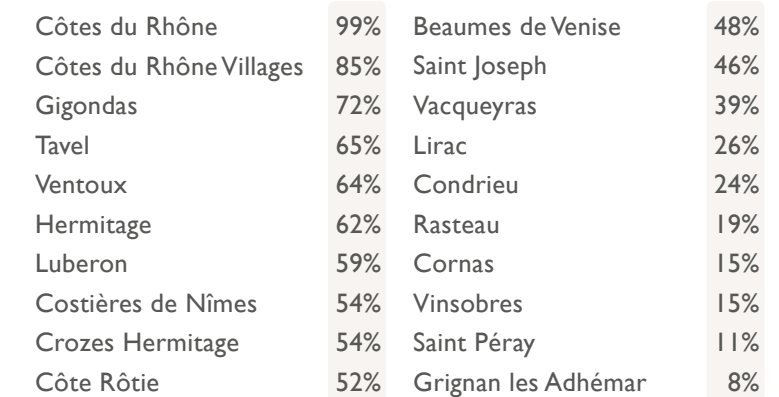 Côtes du Rhône 99%
Côtes du Rhône Villages 85%
Gigondas 72%
Tavel 65%
Ventoux 64%
Hermitage 62%
Luberon 59%
Costières de Nîmes 54%
Crozes Hermitage 54%
Côte Rôtie 52%
Beaumes de Venise 48%
Saint Joseph 46%
Vacqueyras 39%
Lirac 26%
Condrieu 24%
Rasteau 19%
Cornas 15%
Vinsobres 15%
Saint Péray 11%
Grignan les Adhémar 8%